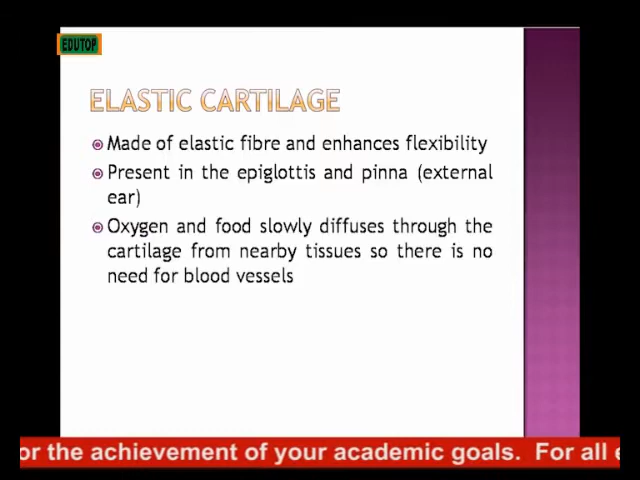 EDUTOP
ELASTIC CARTILAGE
Made of elastic fibre and enhances flexibility
Present in the epiglottis and pinna (external
ear)
Oxygen and food slowly diffuses through the
cartilage from nearby tissues so there is no
need for blood vessels
or the achievement of your academic goals. For all